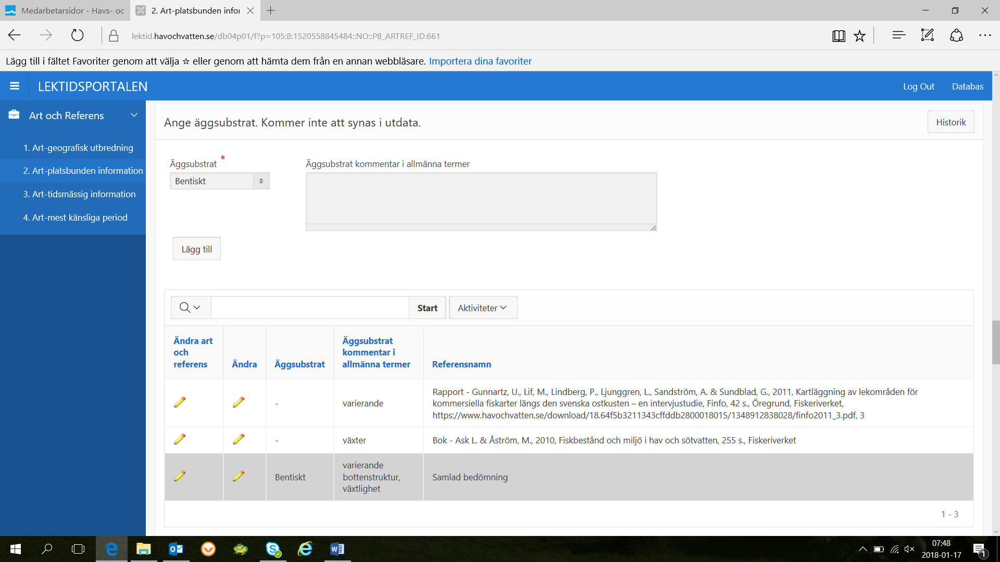 Medarbetarsidor - Havs- oc
2. Art-platsbunden infor
lektid.havochvatten.se/db04p01/f?p=105:8:1520558845484::NO::P8_ARTREF_ID:661
Lägg till i fältet Favoriter genom att välja ☆ eller genom att hämta dem från en annan webbläsare. Importera dina favoriter
LEKTIDSPORTALEN
Log Out
Databas
Art och Referens
1. Art-geografisk utbredning
2. Art-platsbunden information
3. Art-tidsmässig information
4. Art-mest känsliga period
Ange äggsubstrat. Kommer inte att synas i utdata.
Historik
Äggsubstrat *
Bentiskt
Äggsubstrat kommentar i allmänna termer
Lägg till
Start
Aktiviteter
Ändra art
och
referens
Ändra
Äggsubstrat
Äggsubstrat
kommentar i
allmänna termer
Referensnamn
-
varierande
Rapport - Gunnartz, U., Lif, M., Lindberg, P., Ljunggren, L., Sandström, A. & Sundblad, G., 2011, Kartläggning av lekområden för
kommersiella fiskarter längs den svenska ostkusten – en intervjustudie, Finfo, 42 s., Öregrund, Fiskeriverket,
https://www.havochvatten.se/download/18.64f5b3211343cffddb2800018015/1348912838028/finfo2011_3.pdf, 3
-
växter
Bok - Ask L. & Åström, M., 2010, Fiskbestånd och miljö i hav och sötvatten, 255 s., Fiskeriverket
Bentiskt
varierande
bottenstruktur,
växtlighet
Samlad bedömning
1 - 3
07:48
2018-01-17
1